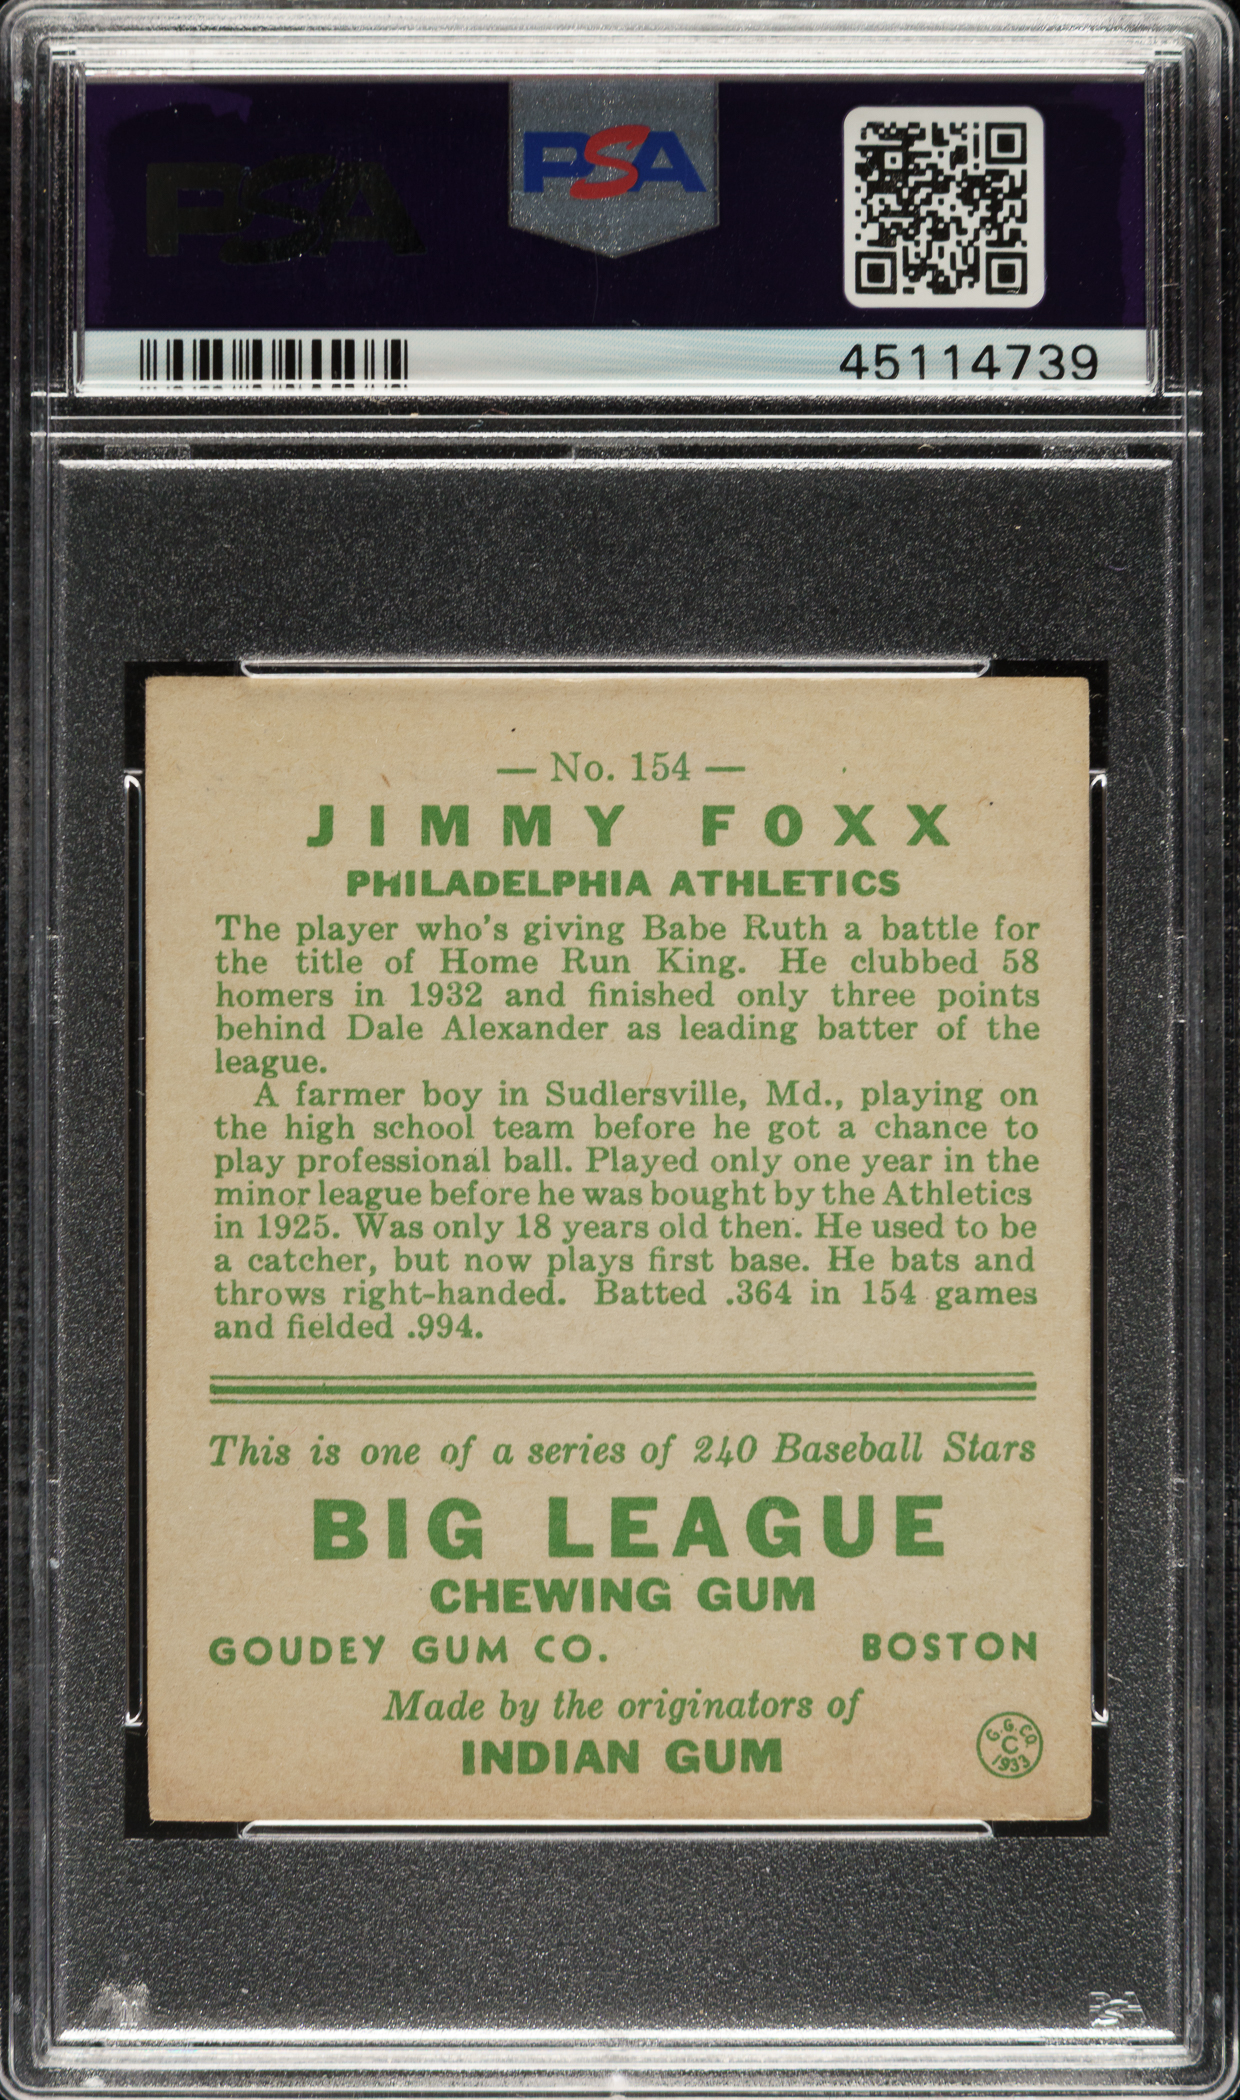 PSA
PSA
45114739
— No. 154 —
JIMMY FOXX
PHILADELPHIA ATHLETICS
The player who's giving Babe Ruth a battle for
the title of Home Run King. He clubbed 58
homers in 1932 and finished only three points
behind Dale Alexander as leading batter of the
league.
A farmer boy in Sudlersville, Md., playing on
the high school team before he got a chance to
play professional ball. Played only one year in the
minor league before he was bought by the Athletics
in 1925. Was only 18 years old then. He used to be
a catcher, but now plays first base. He bats and
throws right-handed. Batted .364 in 154 games
and fielded .994.
This is one of a series of 240 Baseball Stars
BIG LEAGUE
CHEWING GUM
GOUDEY GUM CO. BOSTON
Made by the originators of
INDIAN GUM
G. G. CO.
C
1933
PSA